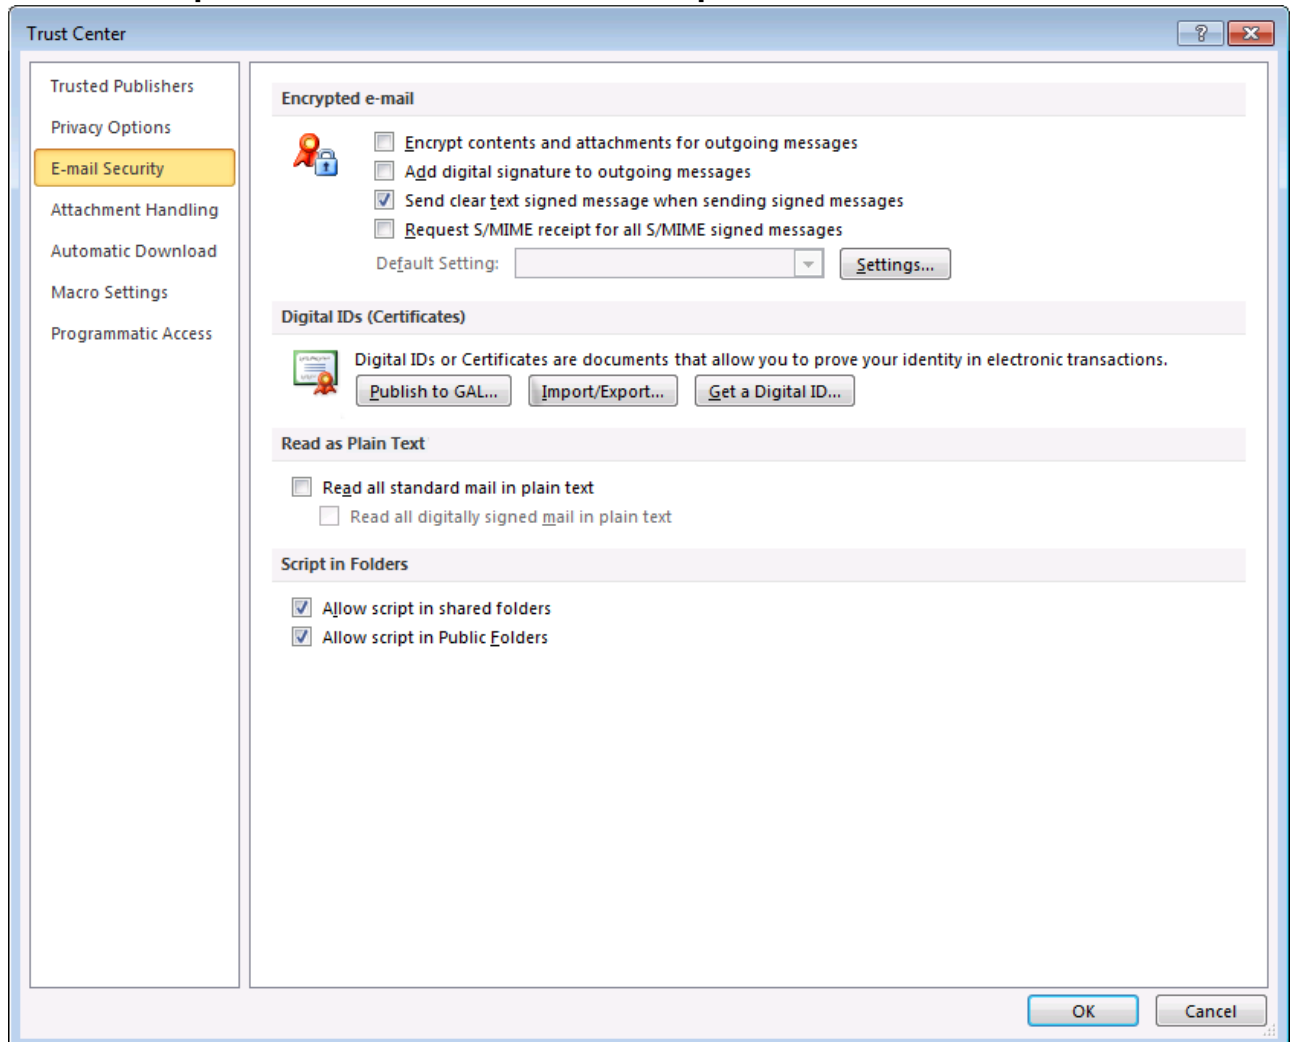 Trust Center
Trusted Publishers
Privacy Options
E-mail Security
Attachment Handling
Automatic Download
Macro Settings
Programmatic Access
Encrypted e-mail
Encrypt contents and attachments for outgoing messages
Add digital signature to outgoing messages
Send clear text signed message when sending signed messages
Request S/MIME receipt for all S/MIME signed messages
Default Setting:
Settings...
Digital IDs (Certificates)
Digital IDs or Certificates are documents that allow you to prove your identity in electronic transactions.
Publish to GAL... Import/Export... Get a Digital ID...
Read as Plain Text
Read all standard mail in plain text
Read all digitally signed mail in plain text
Script in Folders
Allow script in shared folders
Allow script in Public Folders
OK Cancel